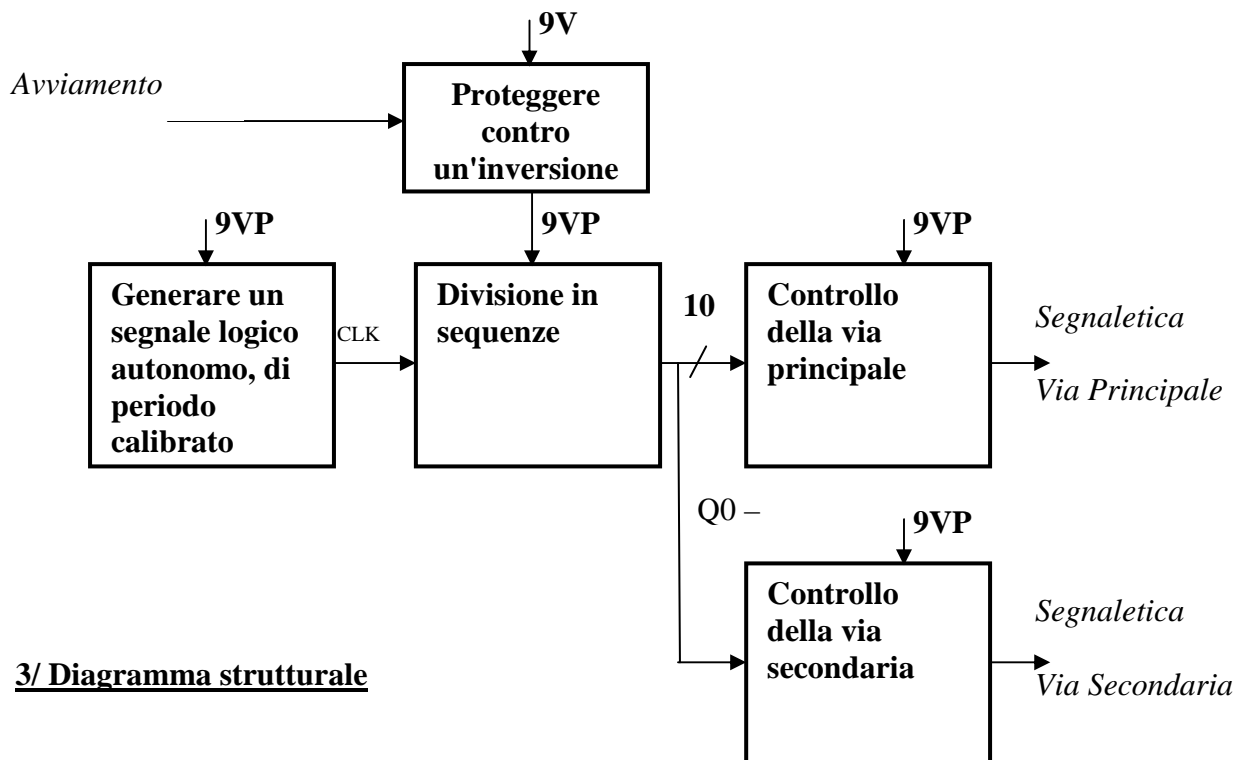 9V
Avviamento
Proteggere
contro
un'inversione
9VP
9VP
9VP
Generare un
segnale logico
autonomo, di
periodo
calibrato
CLK
Divisione in
sequenze
10
Controllo
della via
principale
Segnaletica
Via Principale
Q0 –
9VP
Controllo
della via
secondaria
Segnaletica
Via Secondaria
3/ Diagramma strutturale